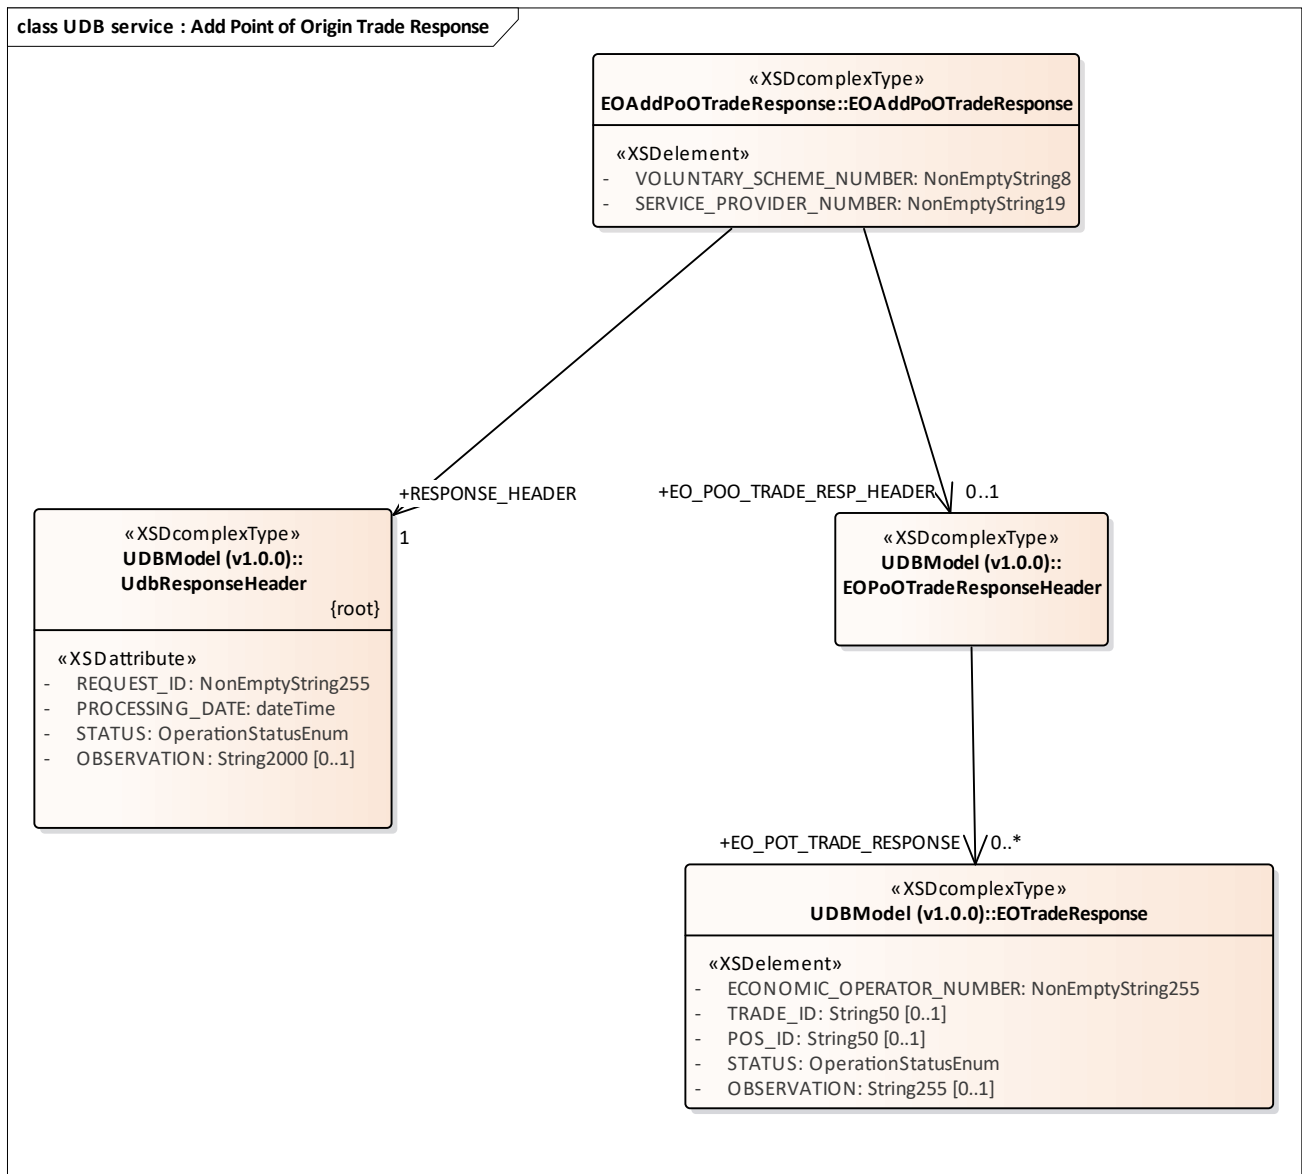 class UDB service : Add Point of Origin Trade Response
«XSDcomplexType»
EOAddPoOTradeResponse::EOAddPoOTradeResponse
«XSDelement»
- VOLUNTARY_SCHEME_NUMBER: NonEmptyString8
- SERVICE_PROVIDER_NUMBER: NonEmptyString19
+RESPONSE_HEADER
1
+EO_POO_TRADE_RESP_HEADER 0..1
«XSDcomplexType»
UDBModel (v1.0.0)::
UdbResponseHeader
{root}
«XSDattribute»
- REQUEST_ID: NonEmptyString255
- PROCESSING_DATE: dateTime
- STATUS: OperationStatusEnum
- OBSERVATION: String2000 [0..1]
«XSDcomplexType»
UDBModel (v1.0.0)::
EOPoOTradeResponseHeader
+EO_POT_TRADE_RESPONSE 0..*
«XSDcomplexType»
UDBModel (v1.0.0)::EOTradeResponse
«XSDelement»
- ECONOMIC_OPERATOR_NUMBER: NonEmptyString255
- TRADE_ID: String50 [0..1]
- POS_ID: String50 [0..1]
- STATUS: OperationStatusEnum
- OBSERVATION: String255 [0..1]